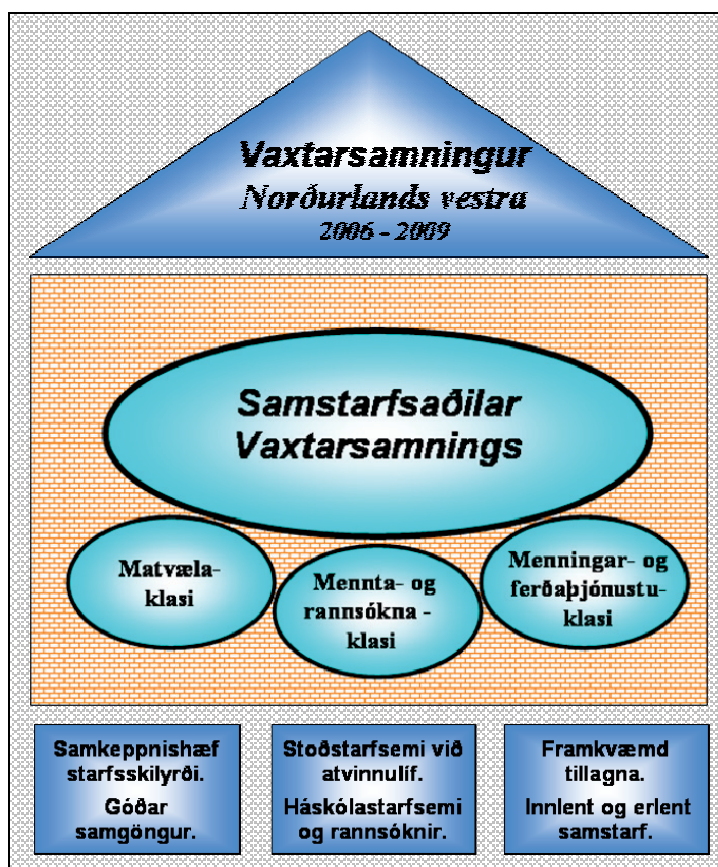 Vaxtarsamningur
Norðurlands vestra
2006 - 2009
Samstarfsaðilar
Vaxtarsamnings
Matvæla-
klasi
Mennta- og
rannsókna -
klasi
Menningar- og
ferðaþjónustu-
klasi
Samkeppnishæf
starfsskilyrði.
Góðar
samgöngur.
Stoðstarfsemi við
atvinnulíf.
Háskólastarfsemi
og rannsóknir.
Framkvæmd
tillagna.
Innlent og erlent
samstarf.